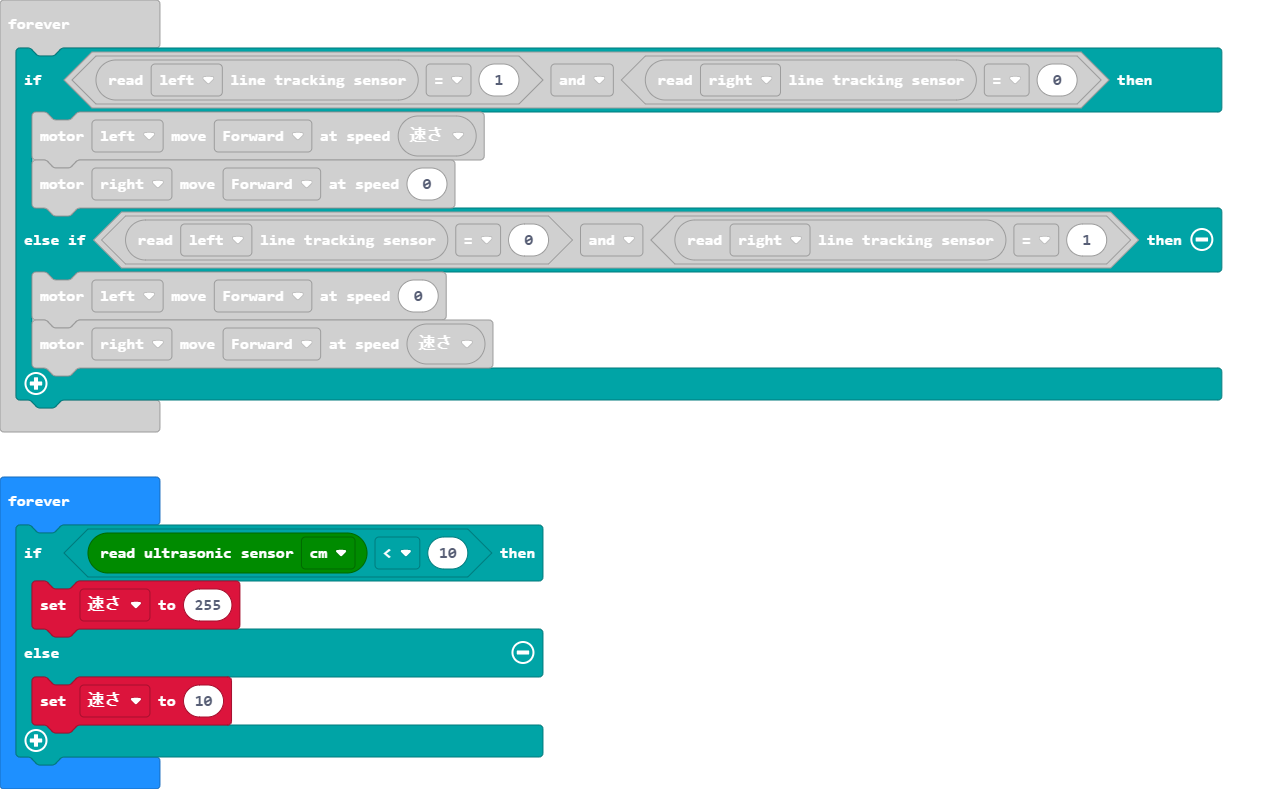 forever
if read left line tracking sensor = 1 and read right line tracking sensor = 0 then
motor left move Forward at speed 速さ
motor right move Forward at speed 0
else if read left line tracking sensor = 0 and read right line tracking sensor = 1 then
motor left move Forward at speed 0
motor right move Forward at speed 速さ
forever
if read ultrasonic sensor cm < 10 then
set 速さ to 255
else
set 速さ to 10